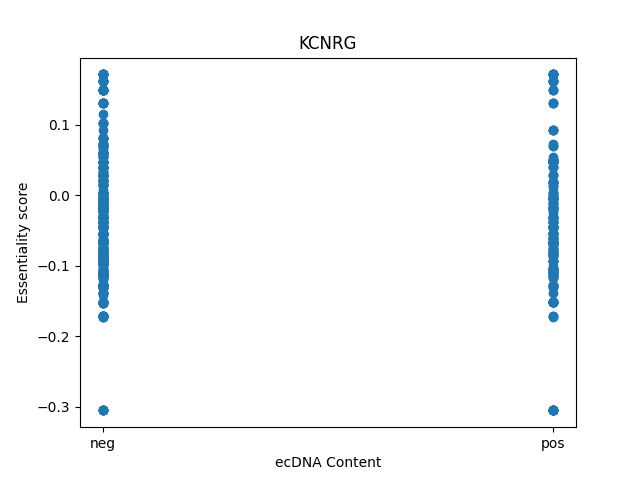 KCNRG
Essentiality score
0.1
0.0
−0.1
−0.2
−0.3
neg
pos
ecDNA Content